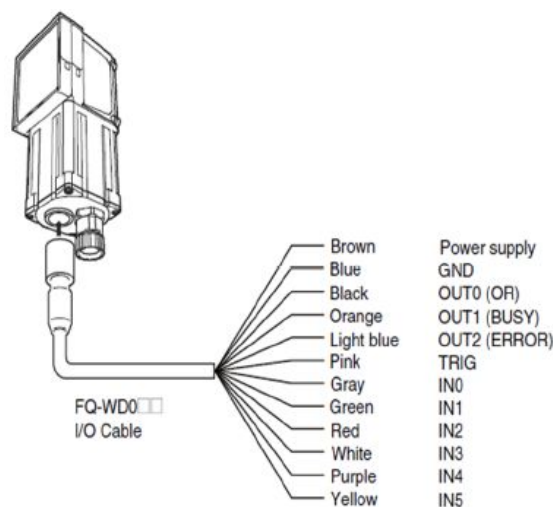 Brown Power supply
Blue GND
Black OUT0 (OR)
Orange OUT1 (BUSY)
Light blue OUT2 (ERROR)
Pink TRIG
Gray IN0
Green IN1
Red IN2
White IN3
Purple IN4
Yellow IN5
FQ-WD0□□
I/O Cable